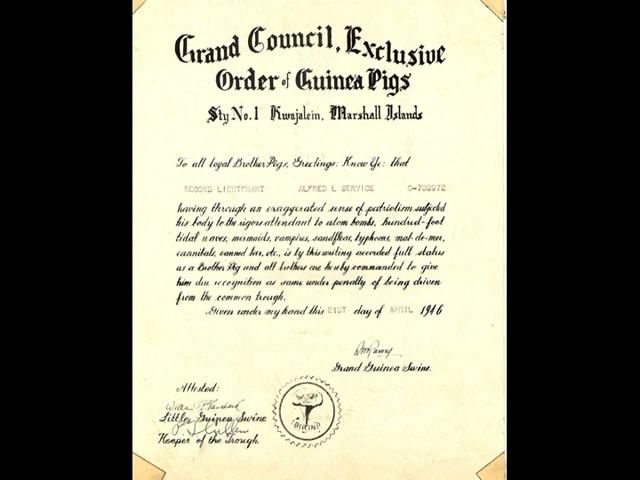 Grand Council, Exclusive
Order of Guinea Pigs
Sty No. 1 Kwajalein, Marshall Islands
To all loyal Brother Pigs, Greetings: Know Ye: that
SECOND LIEUTENANT ALFRED L SERVICE
having through an exaggerated sense of patriotism subjected
his body to the rigors attendant to atom bombs, hundred-foot
tidal waves, mermaids, vampires, sandfleas, typhoons, mal-de-mer,
cannibals, canned beer, etc., is by this writing accorded full status
as a Brother Pig and all brothers are hereby commanded to give
him due recognition as same under penalty of being driven
from the common trough.
Given under my hand this 21ST day of APRIL 1946
Grand Guinea Swine.
Attested:
Little Guinea Swine
Keeper of the Trough
BIKINI